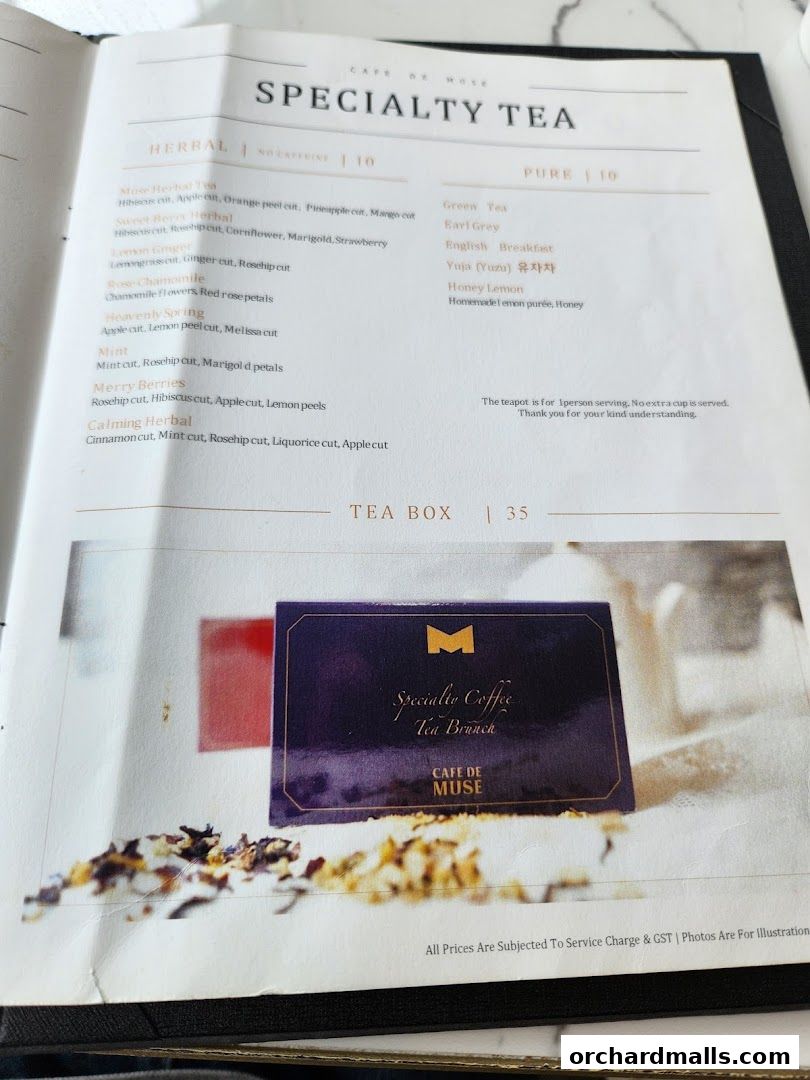 CAFE DE MUSE
SPECIALTY TEA
HERBAL | NO CAFFEINE | 10
Muse Herbal Tea
Hibiscus cut, Apple cut, Orange peel cut, Pineapple cut, Mango cut
Sweet Berry Herbal
Hibiscus cut, Rosehip cut, Cornflower, Marigold, Strawberry
Lemon Ginger
Lemongrass cut, Ginger cut, Rosehip cut
Rose Chamomile
Chamomile flowers, Red rose petals
Heavenly Spring
Apple cut, Lemon peel cut, Melissa cut
Mint
Mint cut, Rosehip cut, Marigold petals
Merry Berries
Rosehip cut, Hibiscus cut, Apple cut, Lemon peels
Calming Herbal
Cinnamon cut, Mint cut, Rosehip cut, Liquorice cut, Apple cut
PURE | 10
Green Tea
Earl Grey
English Breakfast
Yuja (Yuzu) 유자차
Honey Lemon
Homemade lemon purée, Honey
The teapot is for 1person serving. No extra cup is served.
Thank you for your kind understanding.
TEA BOX | 35
Specialty Coffee
Tea Brunch
CAFE DE
MUSE
All Prices Are Subjected To Service Charge & GST | Photos Are For Illustration
orchardmalls.com